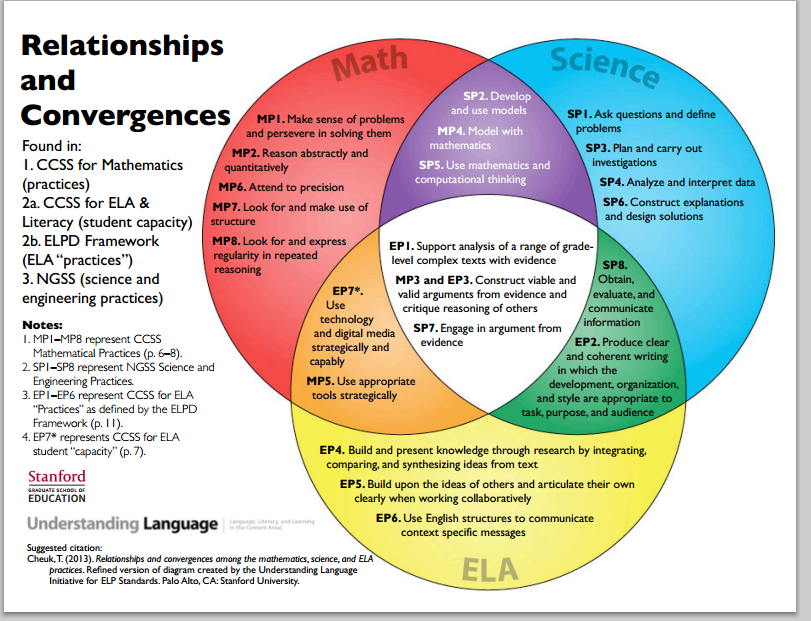 Relationships
and
Convergences
Found in:
1. CCSS for Mathematics
(practices)
2a. CCSS for ELA &
Literacy (student capacity)
2b. ELPD Framework
(ELA “practices”)
3. NGSS (science and
engineering practices)
Notes:
1. MP1–MP8 represent CCSS
Mathematical Practices (p. 6–8).
2. SP1–SP8 represent NGSS Science and
Engineering Practices.
3. EP1–EP6 represent CCSS for ELA
“Practices” as defined by the ELPD
Framework (p. 11).
4. EP7* represents CCSS for ELA
student “capacity” (p. 7).
Stanford
GRADUATE SCHOOL OF
EDUCATION
Understanding Language
Language, Literacy, and Learning
in the Content Areas
Suggested citation:
Cheuk, T. (2013). Relationships and convergences among the mathematics, science, and ELA
practices. Refined version of diagram created by the Understanding Language
Initiative for ELP Standards. Palo Alto, CA: Stanford University.
Math
MP1. Make sense of problems
and persevere in solving them
MP2. Reason abstractly and
quantitatively
MP6. Attend to precision
MP7. Look for and make use of
structure
MP8. Look for and express
regularity in repeated
reasoning
SP2. Develop
and use models
MP4. Model with
mathematics
SP5. Use mathematics and
computational thinking
Science
SP1. Ask questions and define
problems
SP3. Plan and carry out
investigations
SP4. Analyze and interpret data
SP6. Construct explanations
and design solutions
EP1. Support analysis of a range of grade-
level complex texts with evidence
MP3 and EP3. Construct viable and
valid arguments from evidence and
critique reasoning of others
SP7. Engage in argument from
evidence
EP7*.
Use
technology
and digital media
strategically and
capably
MP5. Use appropriate
tools strategically
SP8.
Obtain,
evaluate, and
communicate
information
EP2. Produce clear
and coherent writing
in which the
development, organization,
and style are appropriate to
task, purpose, and audience
EP4. Build and present knowledge through research by integrating,
comparing, and synthesizing ideas from text
EP5. Build upon the ideas of others and articulate their own
clearly when working collaboratively
EP6. Use English structures to communicate
context specific messages
ELA